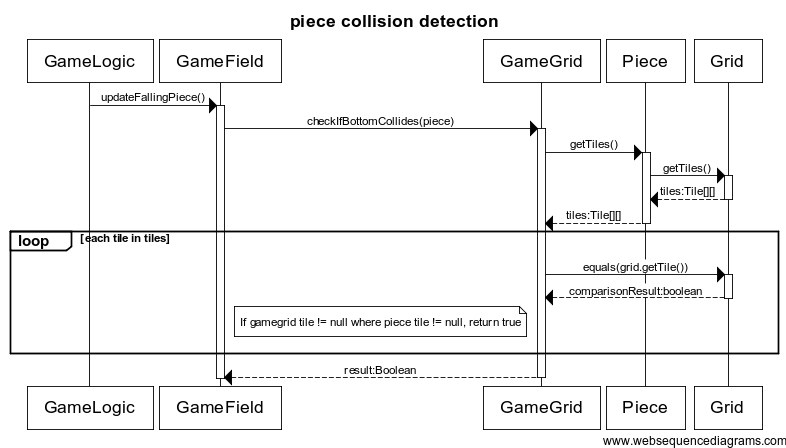 piece collision detection
GameLogic
GameField
GameGrid
Piece
Grid
updateFallingPiece()
checkIfBottomCollides(piece)
getTiles()
getTiles()
tiles:Tile[][]
tiles:Tile[][]
loop
[each tile in tiles]
equals(grid.getTile())
comparisonResult:boolean
If gamegrid tile != null where piece tile != null, return true
result:Boolean
GameLogic
GameField
GameGrid
Piece
Grid
www.websequencediagrams.com